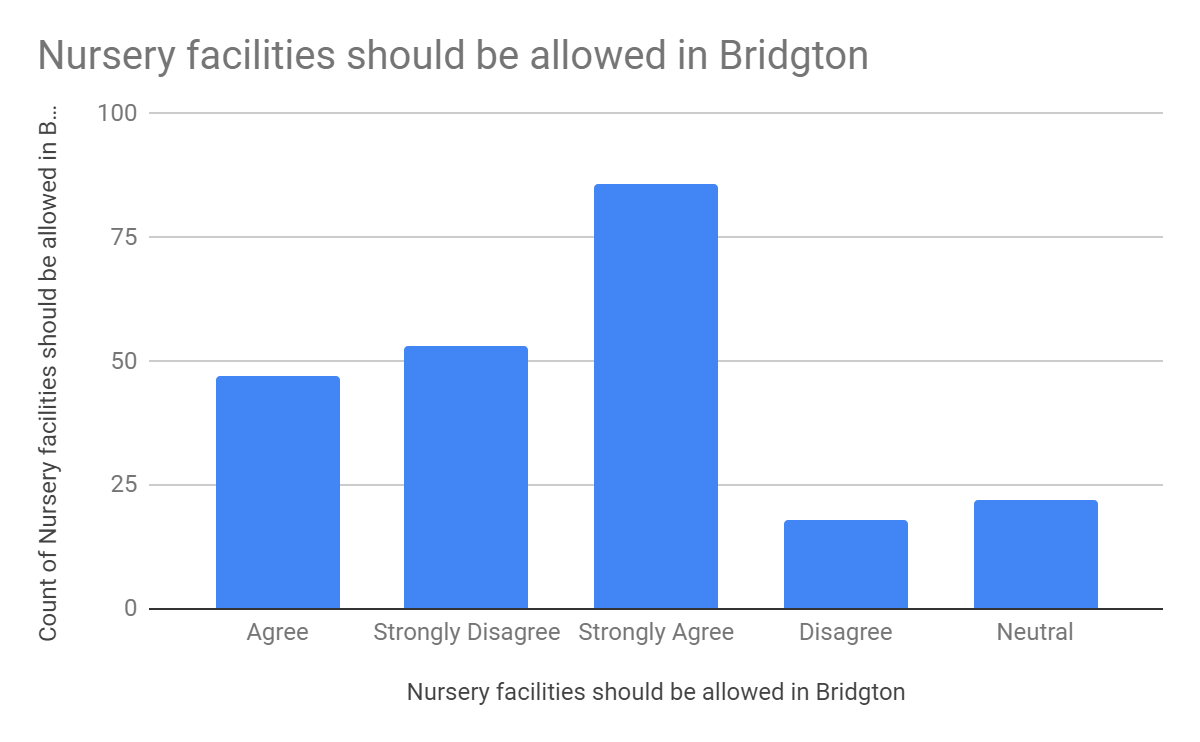 Nursery facilities should be allowed in Bridgton
Count of Nursery facilities should be allowed in B...
100
75
50
25
0
Agree
Strongly Disagree
Strongly Agree
Disagree
Neutral
Nursery facilities should be allowed in Bridgton